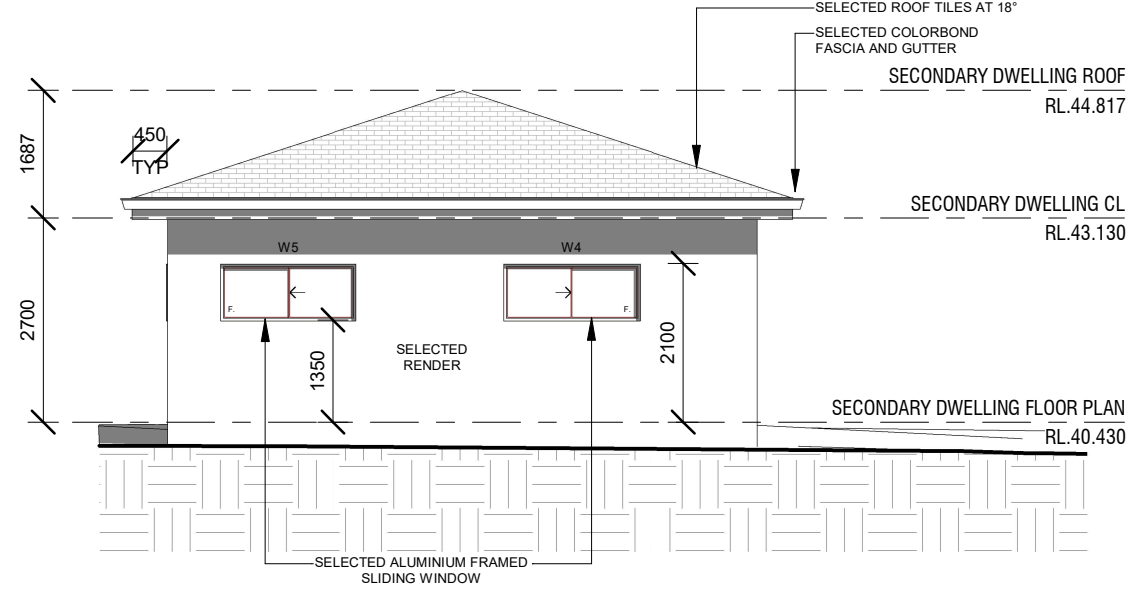 SELECTED ROOF TILES AT 18°
SELECTED COLORBOND
FASCIA AND GUTTER
SECONDARY DWELLING ROOF
RL.44.817
1687
450
TYP
SECONDARY DWELLING CL
RL.43.130
W5
W4
F.
F.
2700
1350
SELECTED
RENDER
2100
SECONDARY DWELLING FLOOR PLAN
RL.40.430
SELECTED ALUMINIUM FRAMED
SLIDING WINDOW